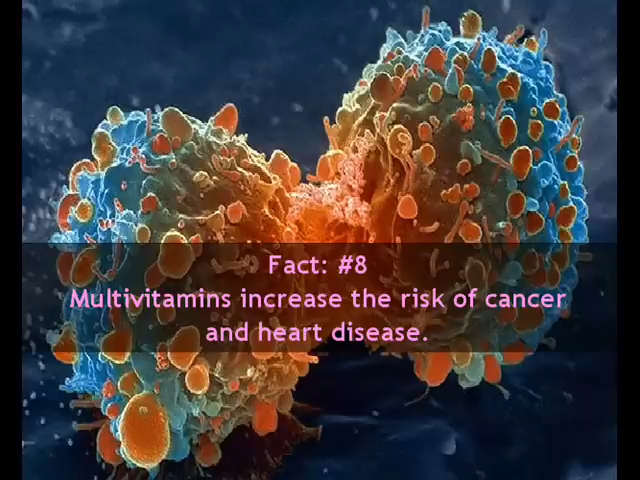 Fact: #8
Multivitamins increase the risk of cancer
and heart disease.